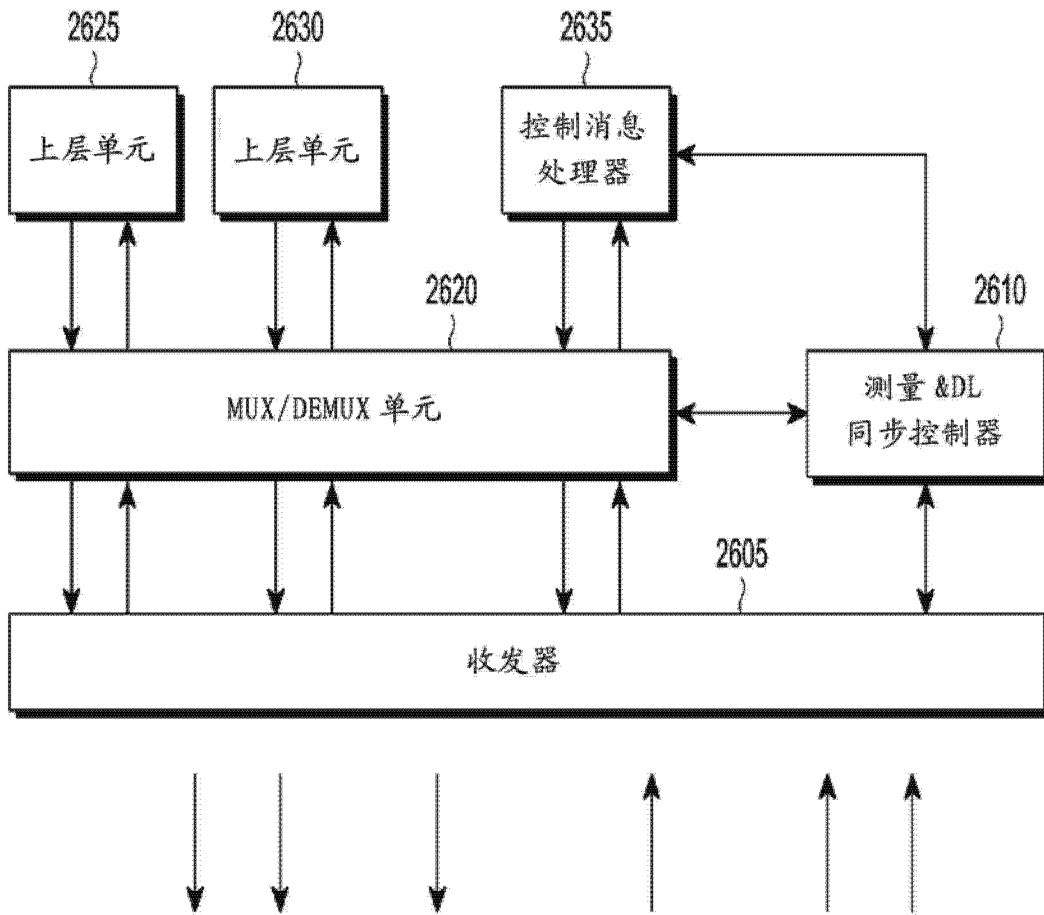 2625
2630
2635
上层单元
上层单元
控制消息
处理器
2620
2610
MUX/DEMUX 单元
测量 &DL
同步控制器
2605
收发器